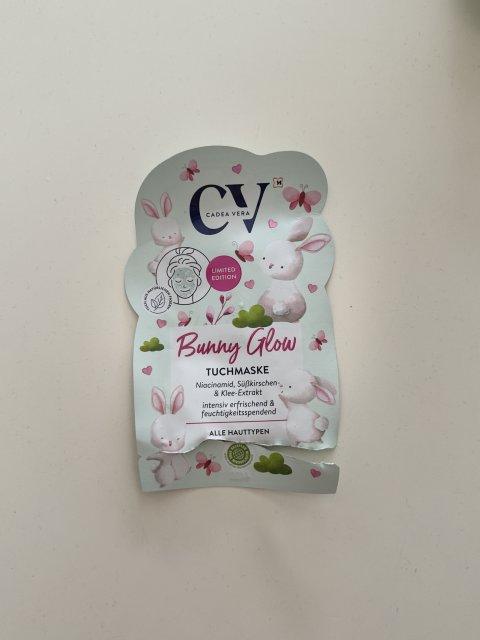 CV
CADEA VERA
LIMITED
EDITION
Bunny Glow
TUCHMASKE
Niacinamid, Süßkirschen-
& Klee-Extrakt
intensiv erfrischend &
feuchtigkeitsspendend
ALLE HAUTTYPEN